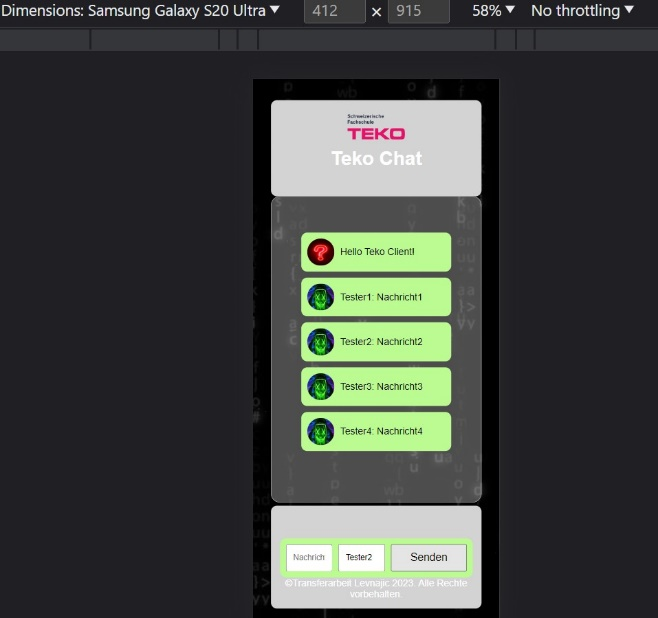 Dimensions: Samsung Galaxy S20 Ultra ▼ 412 × 915 58% ▼ No throttling ▼
Schweizerische
Fachschule
TEKO
Teko Chat
Hello Teko Client!
Tester1: Nachricht1
Tester2: Nachricht2
Tester3: Nachricht3
Tester4: Nachricht4
Nachrich Tester2 Senden
©Transferarbeit Levnajic 2023. Alle Rechte
vorbehalten.